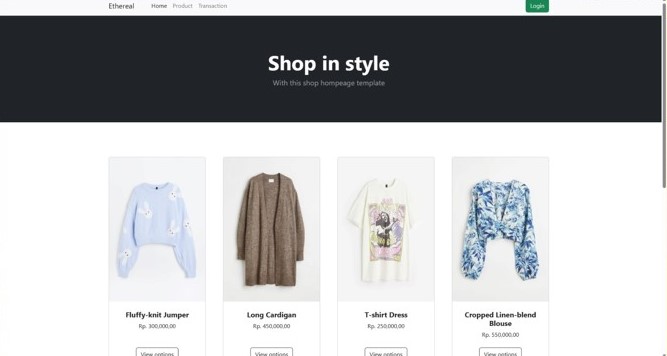 Ethereal Home Product Transaction Login
Shop in style
With this shop hompeage template
Fluffy-knit Jumper
Rp. 300,000,00
View options
Long Cardigan
Rp. 450,000,00
View options
T-shirt Dress
Rp. 250,000,00
View options
Cropped Linen-blend
Blouse
Rp. 550,000,00
View options